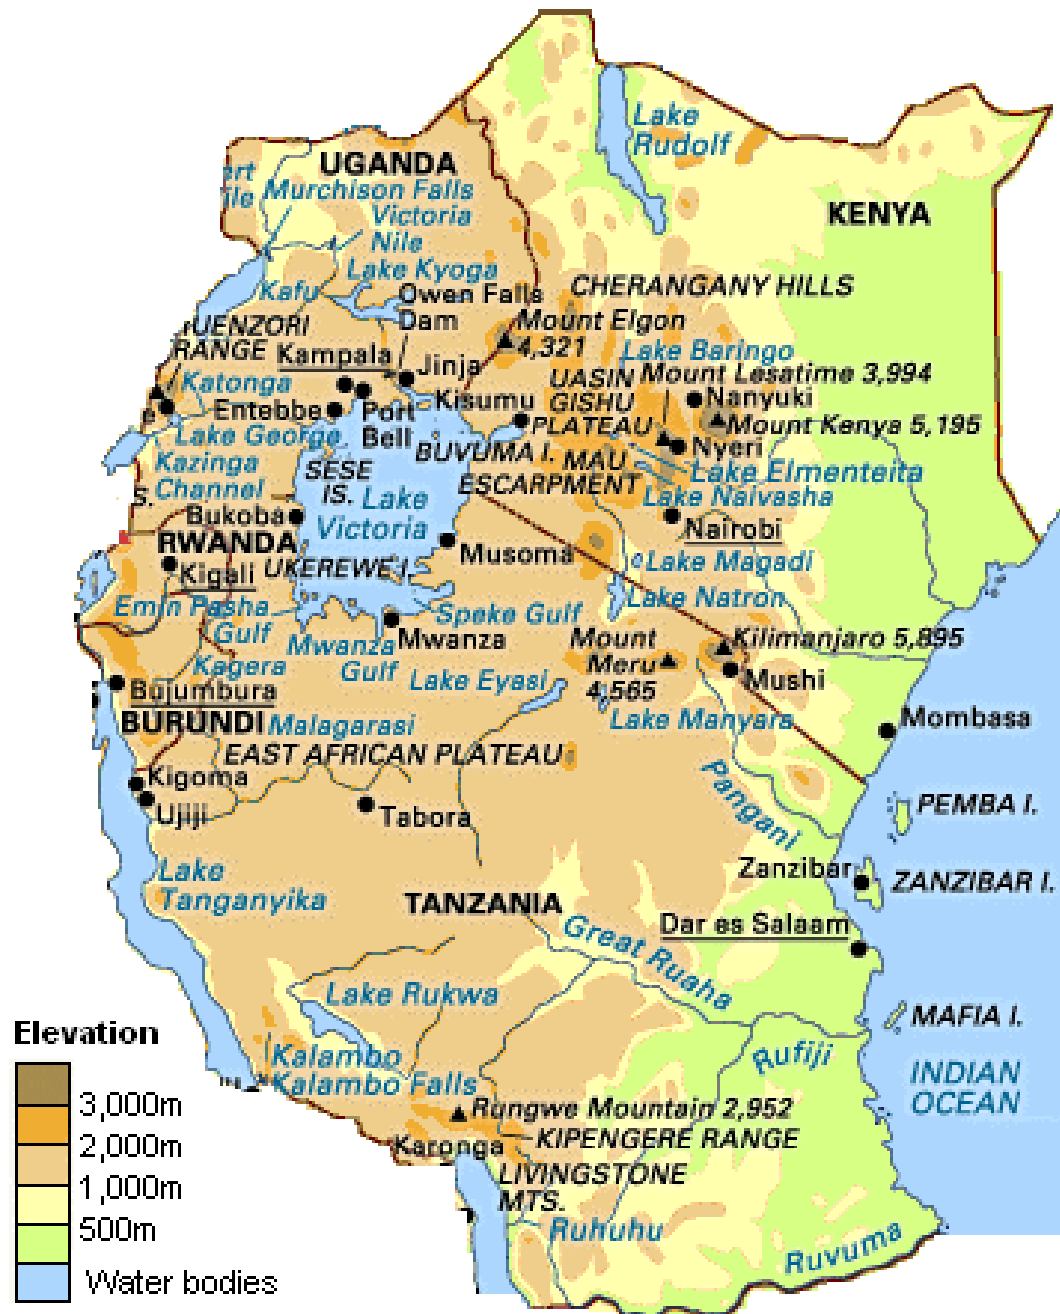 Lake
Rudolf
UGANDA
ert
ile
Murchison Falls
Victoria
Nile
KENYA
Lake Kyoga
Kafu
Owen Falls
Dam
CHERANGANY HILLS
UENZORI
RANGE
Mount Elgon
4,321
Kampala
Jinja
Lake Baringo
UASIN
GISHU
PLATEAU
Mount Lesatime 3,994
Katonga
Kisumu
Nanyuki
e
Entebbe
Port
Bell
Mount Kenya 5,195
Lake George
BUVUMA I.
MAU
ESCARPMENT
Nyeri
Kazinga
Channel
SESE
IS.
Lake
Victoria
Lake Elmenteita
Lake Naivasha
S.
Bukoba
Nairobi
RWANDA
Musoma
Kigali
UKEREWE I.
Lake Magadi
Emin Pasha
Gulf
Speke Gulf
Lake Natron
Mwanza
Gulf
Mwanza
Mount
Meru
4,565
Kilimanjaro 5,895
Kagera
Lake Eyasi
Mushi
Bujumbura
BURUNDI
Malagarasi
Lake Manyara
Mombasa
EAST AFRICAN PLATEAU
Kigoma
Ujiji
Tabora
Pangani
PEMBA I.
Lake
Tanganyika
Zanzibar
ZANZIBAR I.
TANZANIA
Great Ruaha
Dar es Salaam
Lake Rukwa
MAFIA I.
Rufiji
INDIAN
OCEAN
Kalambo
Kalambo Falls
Rungwe Mountain 2,952
Karonga
KIPENGERE RANGE
LIVINGSTONE
MTS.
Ruhuhu
Ruvuma
Elevation
3,000m
2,000m
1,000m
500m
Water bodies